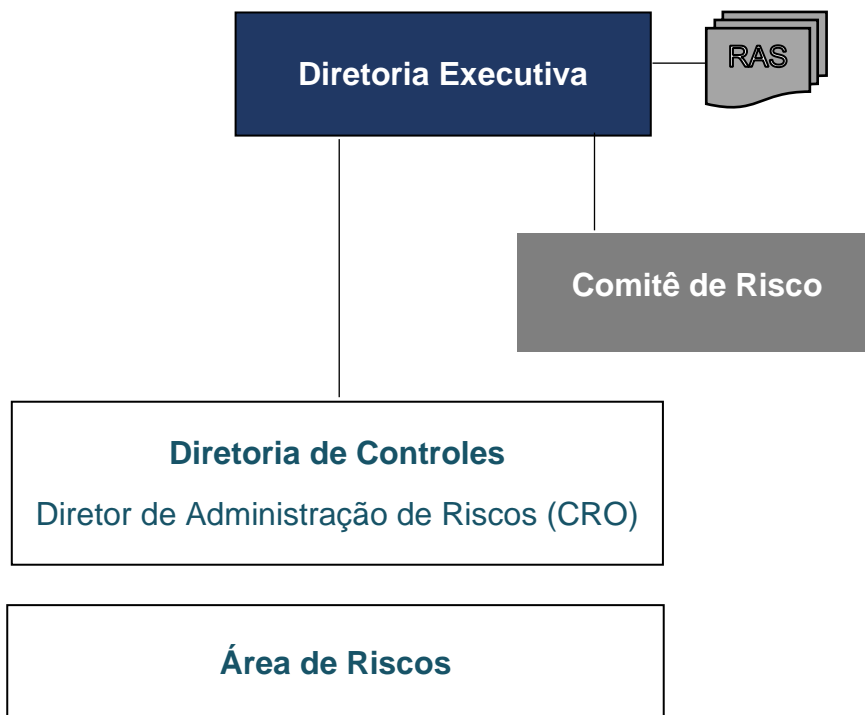 Diretoria Executiva
RAS
Comitê de Risco
Diretoria de Controles
Diretor de Administração de Riscos (CRO)
Área de Riscos